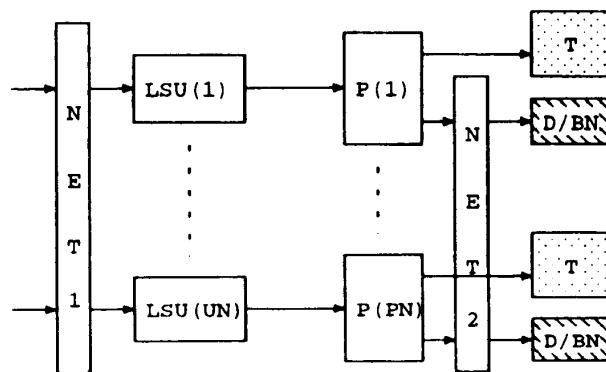 T
LSU(1)
P(1)
N
E
T
1
N
E
T
2
D/BN
T
LSU(UN)
P(PN)
D/BN